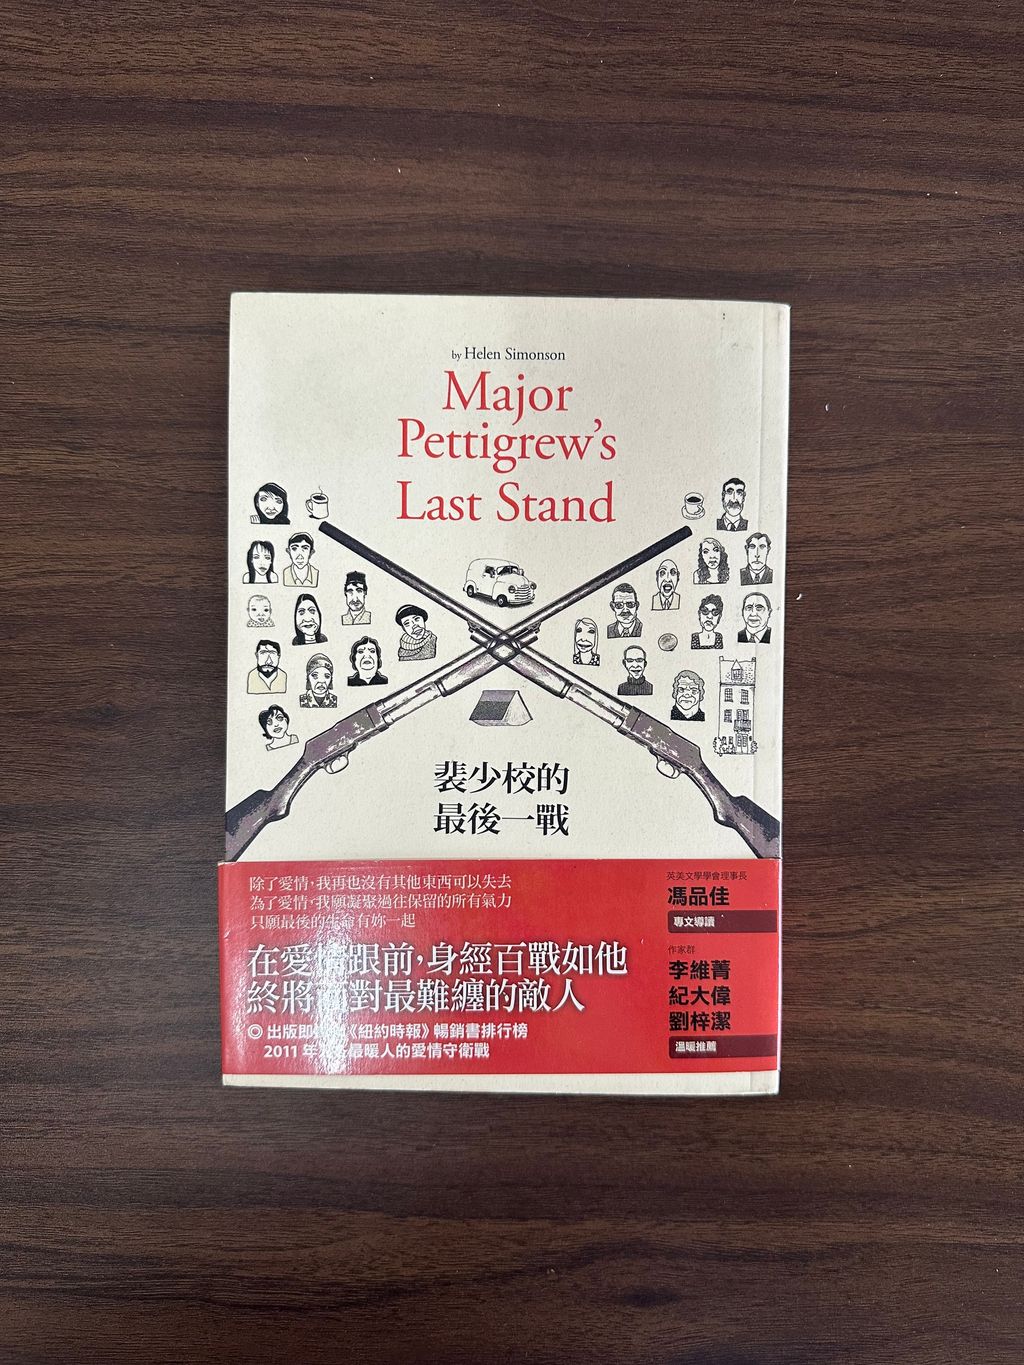 by Helen Simonson
Major
Pettigrew's
Last Stand
裴少校的
最後一戰
除了愛情，我再也沒有其他東西可以失去
為了愛情，我願凝聚過往保留的所有氣力
只願最後的生命有妳一起
在愛情跟前，身經百戰如他
終將面對最難纏的敵人
◎ 出版即《紐約時報》暢銷書排行榜
2011年最暖人的愛情守衛戰
英美文學學會理事長
馮品佳
專文導讀
作家群
李維菁
紀大偉
劉梓潔
溫暖推薦